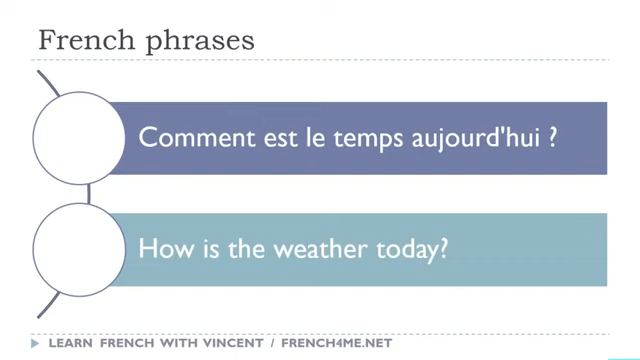 French phrases
Comment est le temps aujourd'hui ?
How is the weather today?
LEARN FRENCH WITH VINCENT / FRENCH4ME.NET